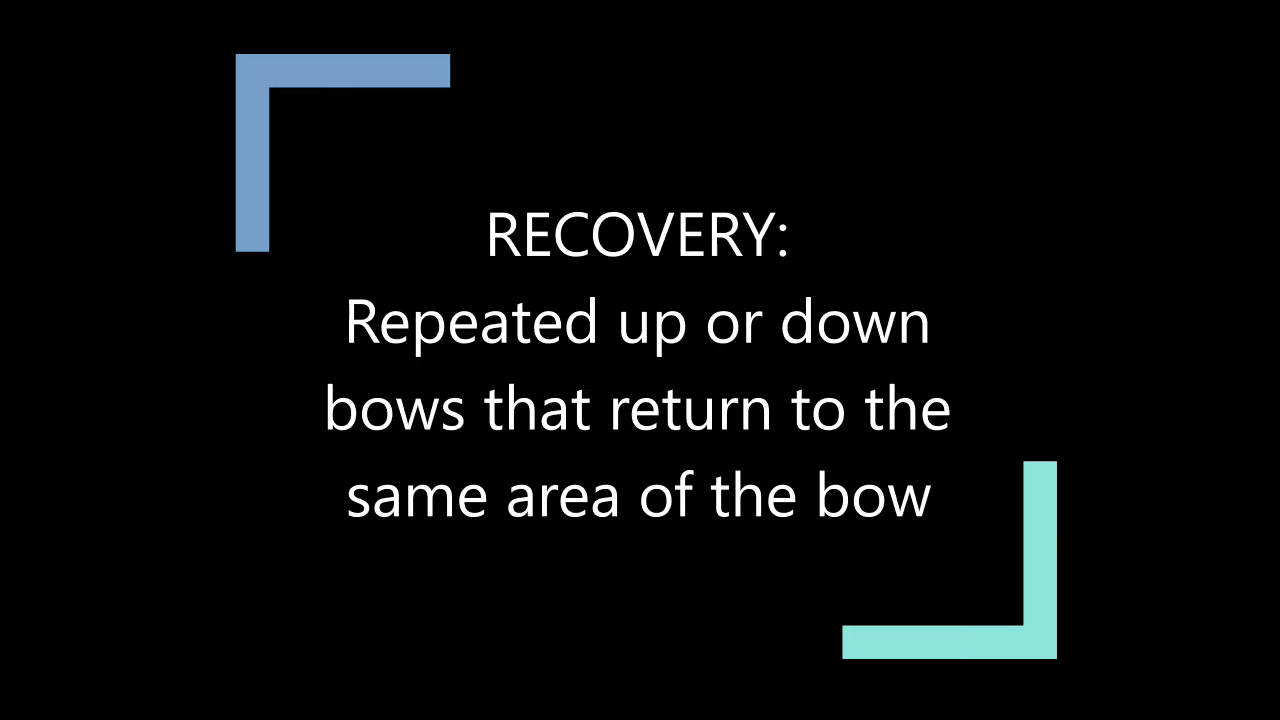 RECOVERY:
Repeated up or down
bows that return to the
same area of the bow